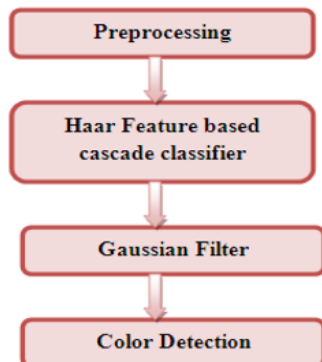 Preprocessing
Haar Feature based
cascade classifier
Gaussian Filter
Color Detection